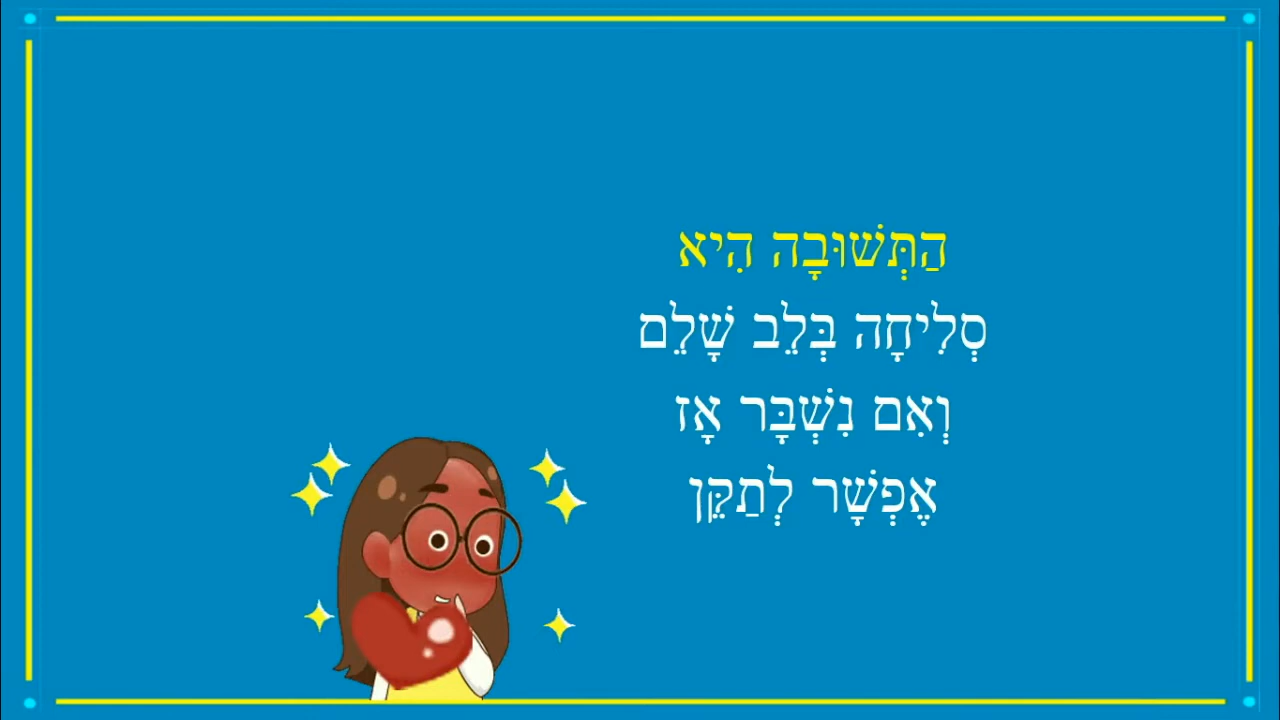 הַתְּשׁוּבָה הִיא
סְלִיחָה בְּלֵב שָׁלֵם
וְאִם נִשְׁבָּר אָז
אֶפְשָׁר לְתַקֵּן